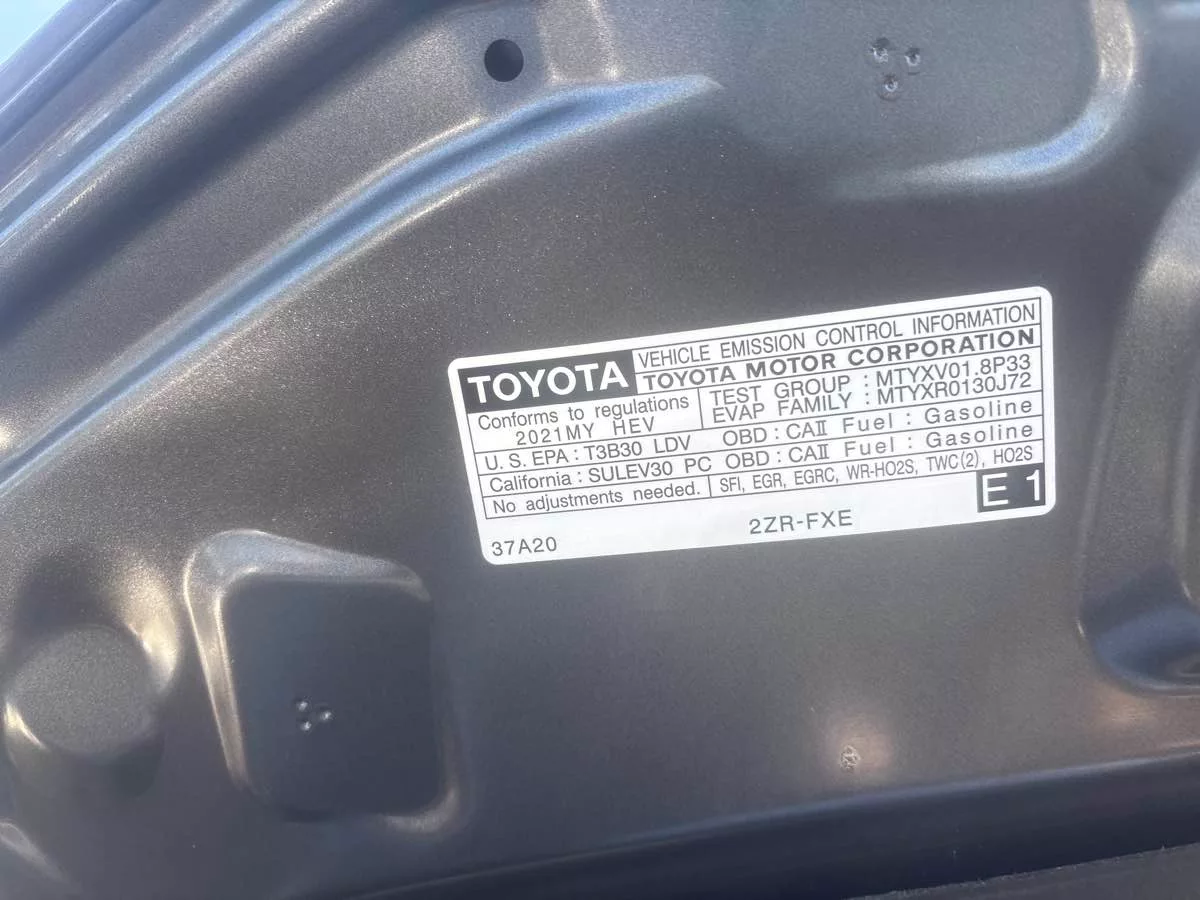 TOYOTA
VEHICLE EMISSION CONTROL INFORMATION
TOYOTA MOTOR CORPORATION
Conforms to regulations
2021MY HEV
TEST GROUP : MTYXV01.8P33
EVAP FAMILY : MTYXR0130J72
U. S. EPA : T3B30 LDV OBD : CAⅡ Fuel : Gasoline
California : SULEV30 PC OBD : CAⅡ Fuel : Gasoline
No adjustments needed. SFI, EGR, EGRC, WR-HO2S, TWC(2), HO2S
E 1
2ZR-FXE
37A20